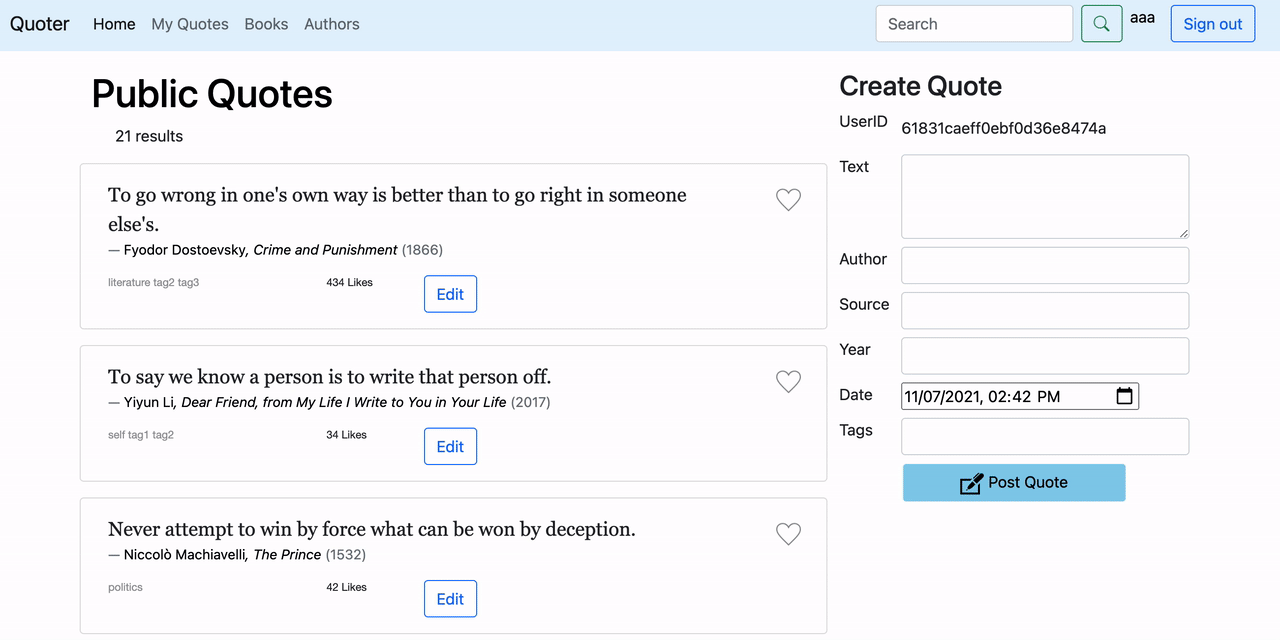 Quoter Home My Quotes Books Authors Search aaa Sign out
Public Quotes
21 results
To go wrong in one's own way is better than to go right in someone
else's.
— Fyodor Dostoevsky, Crime and Punishment (1866)
literature tag2 tag3 434 Likes Edit
To say we know a person is to write that person off.
— Yiyun Li, Dear Friend, from My Life I Write to You in Your Life (2017)
self tag1 tag2 34 Likes Edit
Never attempt to win by force what can be won by deception.
— Niccolò Machiavelli, The Prince (1532)
politics 42 Likes Edit
Create Quote
UserID 61831caeff0ebf0d36e8474a
Text
Author
Source
Year
Date 11/07/2021, 02:42 PM
Tags
Post Quote